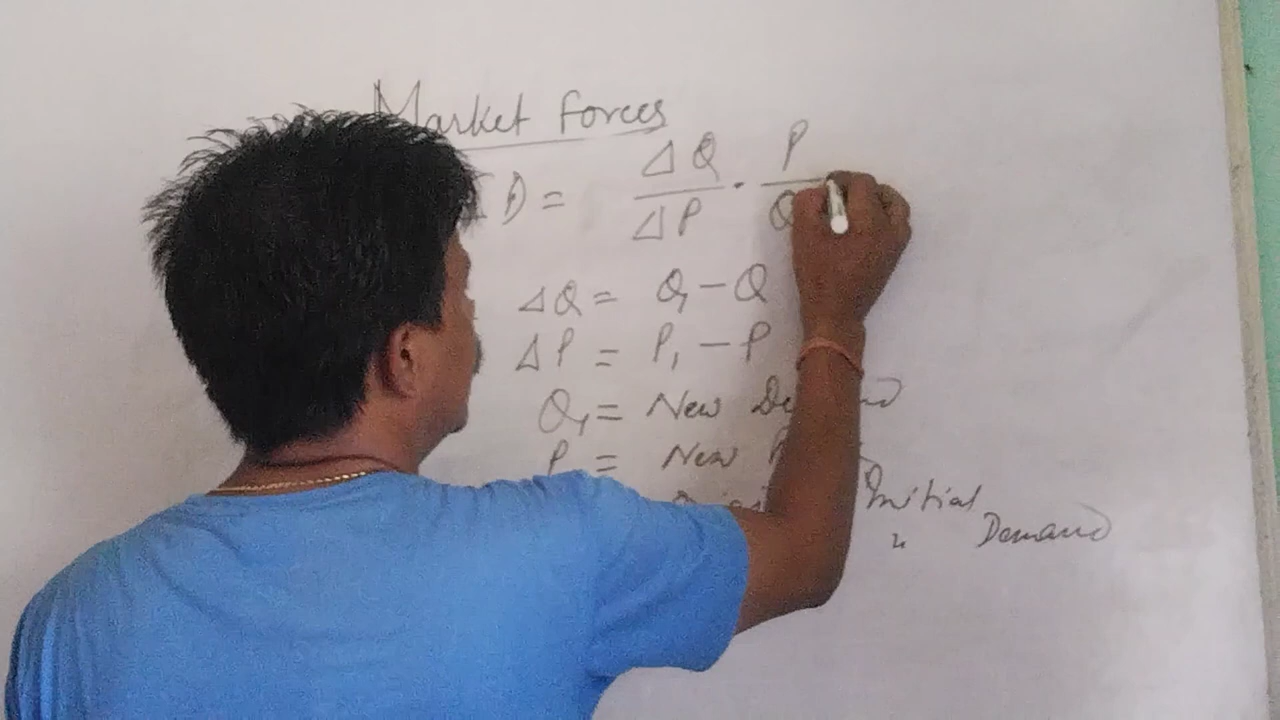 Market forces
D = ΔQ/ΔP · P/Q
ΔQ = Q₁ - Q
ΔP = P₁ - P
Q₁ = New
P = New
Initial
" Demand